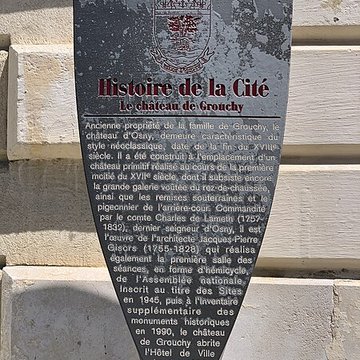 Histoire de la Cité
Le château de Grouchy
Ancienne propriété de la famille de Grouchy, le
château d'Osny, demeure caractéristique du
style néoclassique, date de la fin du XVIIIe
siècle. Il a été construit à l'emplacement d'un
château primitif réalisé au cours de la première
moitié du XVIIe siècle, dont il subsiste encore
la grande galerie voûtée du rez-de-chaussée,
ainsi que les remises souterraines et le
pigeonnier de l'arrière-cour. Commandité
par le comte Charles de Lameth (1757-
1832), dernier seigneur d'Osny, il est
l'œuvre de l'architecte Jacques-Pierre
Gisors (1755-1828) qui réalisa
également la première salle des
séances, en forme d'hémicycle,
de l'Assemblée nationale.
Inscrit au titre des Sites
en 1945, puis à l'inventaire
supplémentaire des
monuments historiques
en 1990, le château
de Grouchy abrite
l'Hôtel de Ville